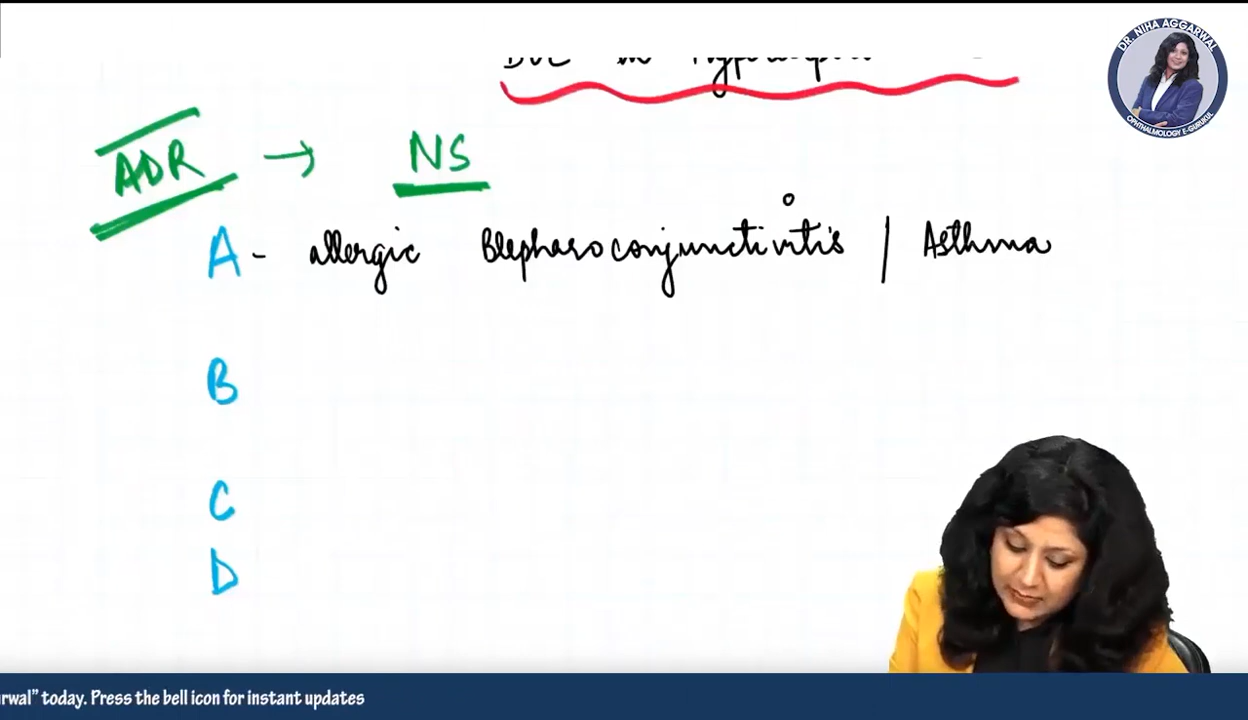 DR. NIHA AGGARWAL
OPHTHALMOLOGY E-GURUKUL
ADR → NS
A - allergic Blepharoconjunctivitis / Asthma
B
C
D
rwal" today. Press the bell icon for instant updates